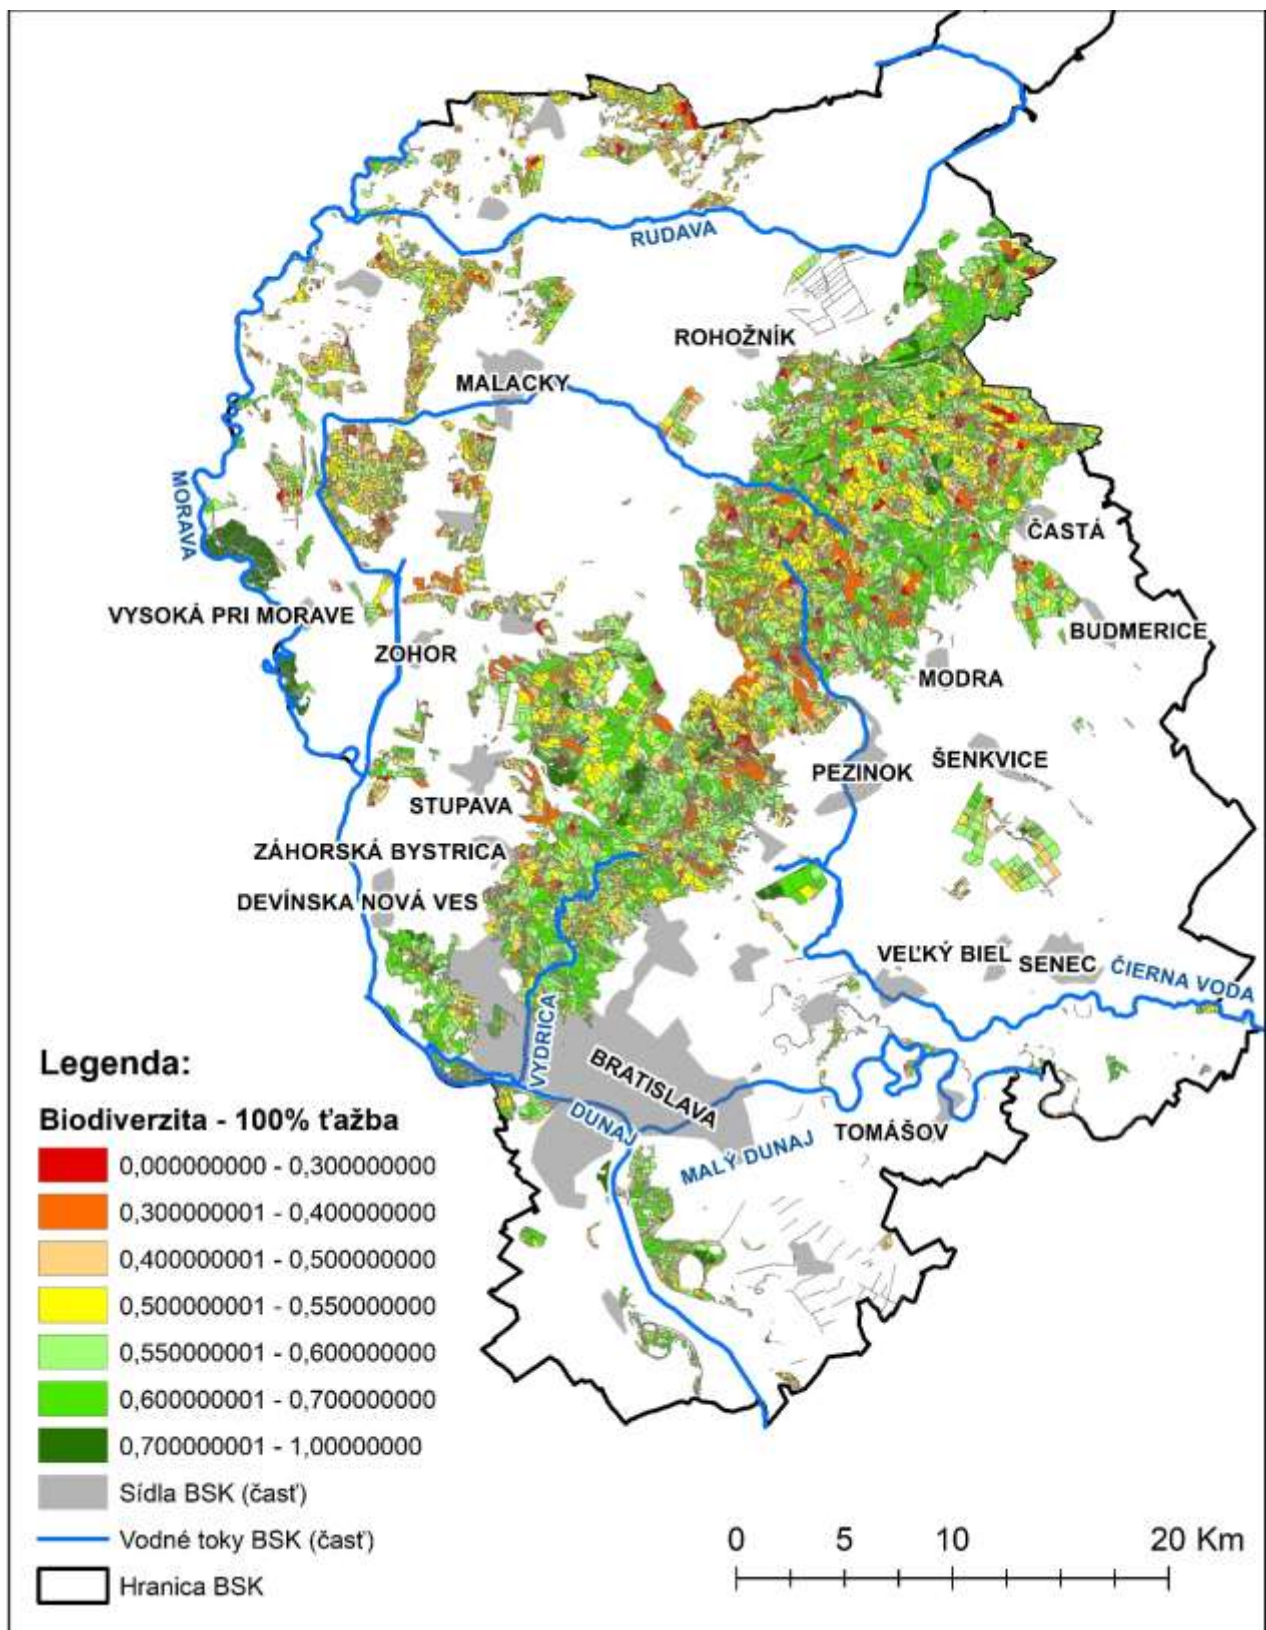 RUDAVA
ROHOŽNÍK
MALACKY
MORAVA
ČASTÁ
VYSOKÁ PRI MORAVE
BUDMERICE
ZOHOR
MODRA
PEZINOK
ŠENKVICE
STUPAVA
ZÁHORSKÁ BYSTRICA
DEVÍNSKA NOVÁ VES
VEĽKÝ BIEL
SENEC
ČIERNA VODA
VYDRICA
BRATISLAVA
DUNAJ
TOMÁŠOV
MALÝ DUNAJ
Legenda:
Biodiverzita - 100% ťažba
0,000000000 - 0,300000000
0,300000001 - 0,400000000
0,400000001 - 0,500000000
0,500000001 - 0,550000000
0,550000001 - 0,600000000
0,600000001 - 0,700000000
0,700000001 - 1,00000000
Sídla BSK (časť)
Vodné toky BSK (časť)
Hranica BSK
0 5 10 20 Km